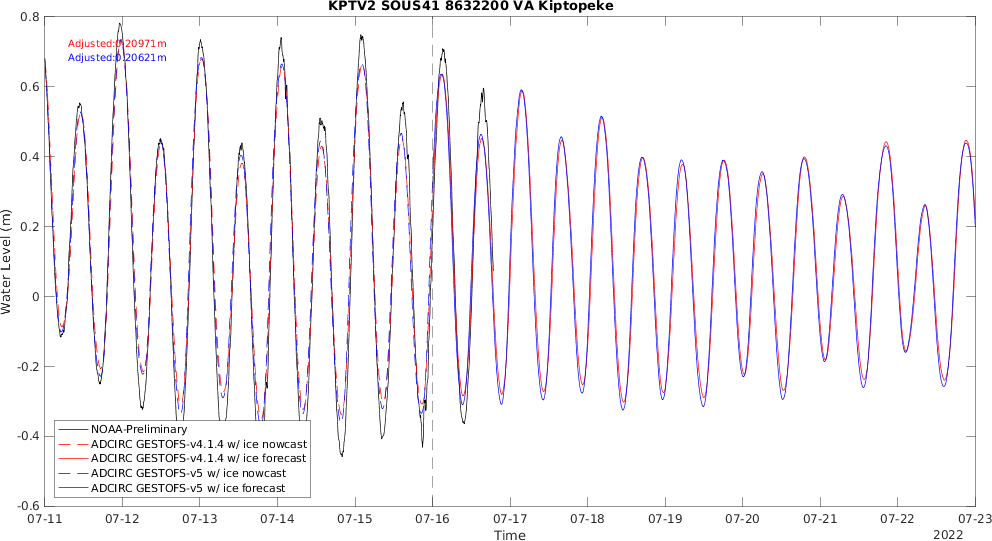 KPTV2 SOUS41 8632200 VA Kiptopeke
Adjusted:0.20971m
Adjusted:0.20621m
Water Level (m)
0.8
0.6
0.4
0.2
0
-0.2
-0.4
-0.6
NOAA-Preliminary
ADCIRC GESTOFS-v4.1.4 w/ ice nowcast
ADCIRC GESTOFS-v4.1.4 w/ ice forecast
ADCIRC GESTOFS-v5 w/ ice nowcast
ADCIRC GESTOFS-v5 w/ ice forecast
07-11 07-12 07-13 07-14 07-15 07-16 07-17 07-18 07-19 07-20 07-21 07-22 07-23
Time
2022